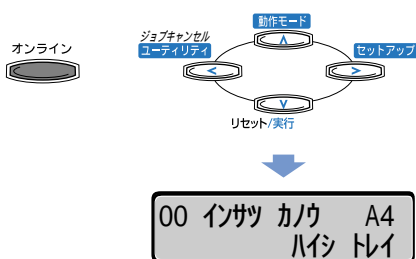 動作モード
ジョブキャンセル
オンライン
ユーティリティ
セットアップ
リセット/実行
00 インサツ カノウ A4
ハイシ トレイ